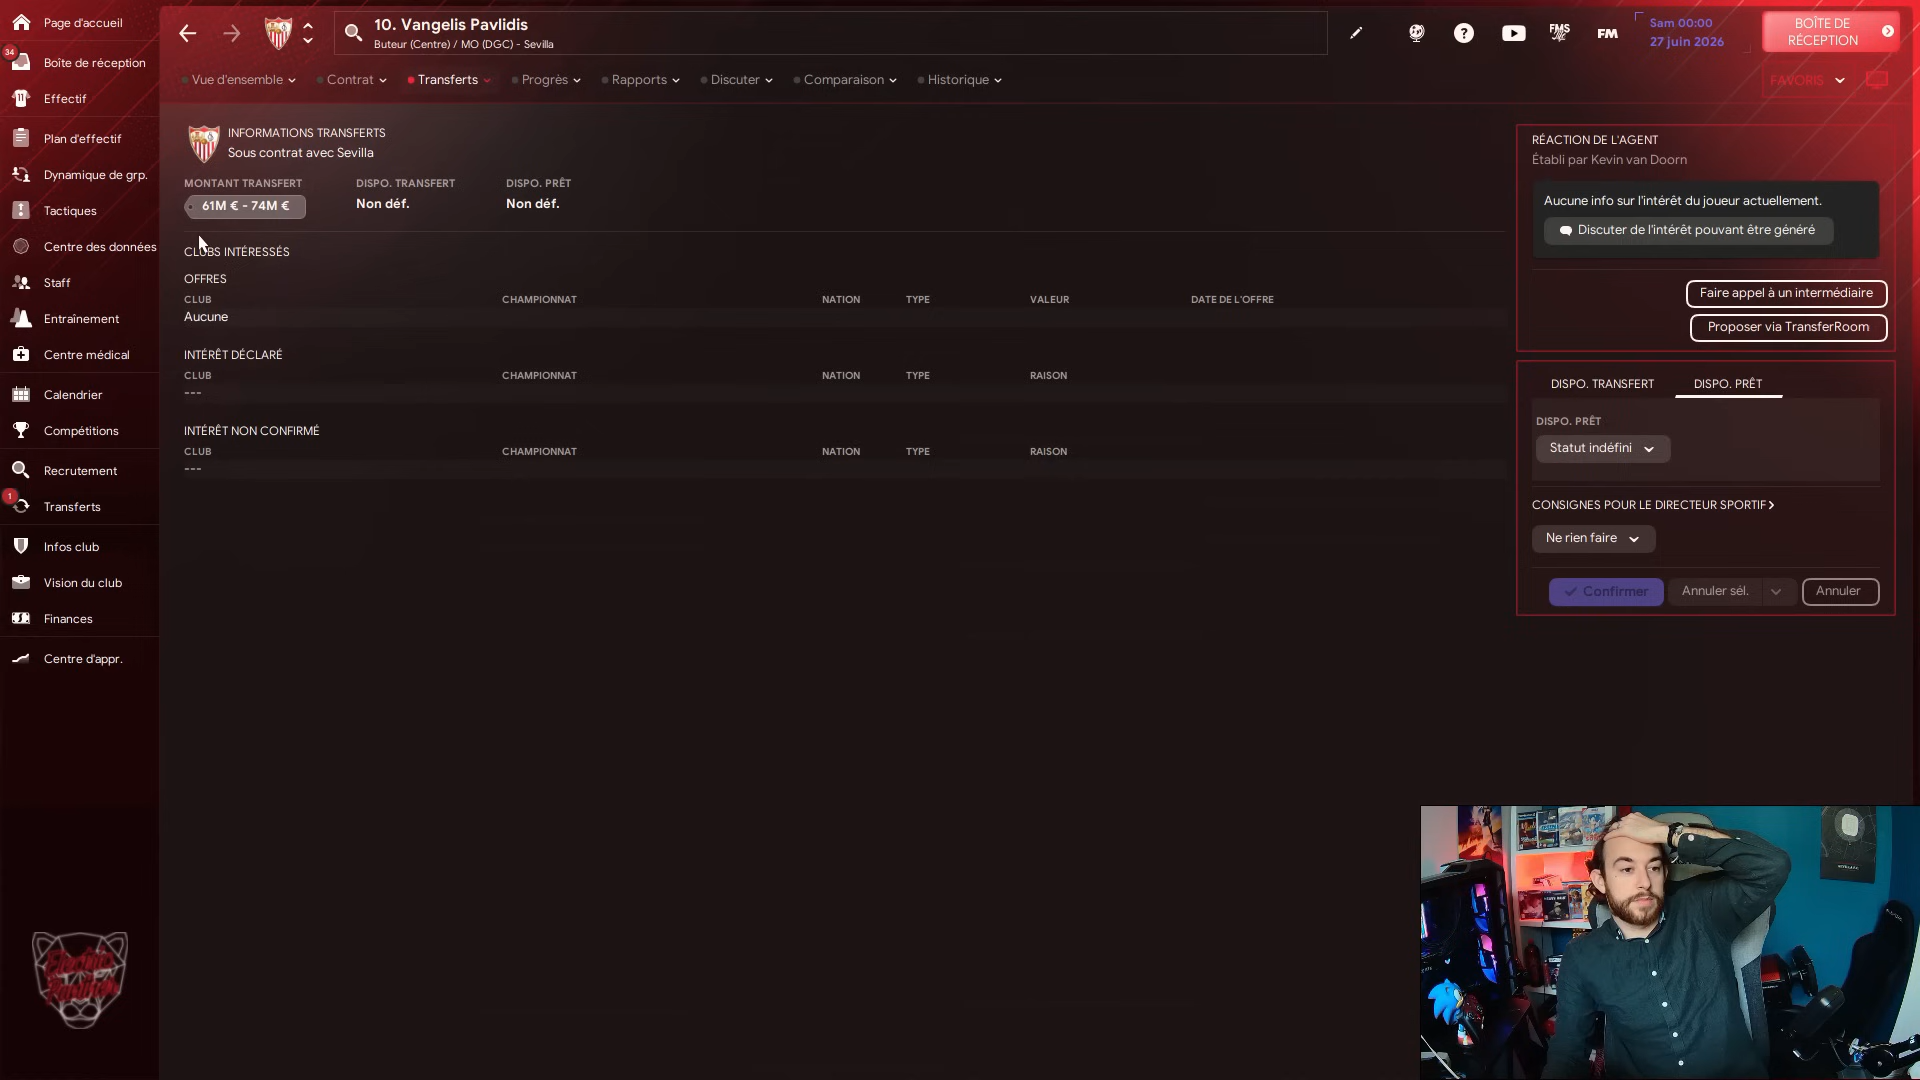 Page d'accueil
34
Boîte de réception
Effectif
Plan d'effectif
Dynamique de grp.
Tactiques
Centre des données
Staff
Entraînement
Centre médical
Calendrier
Compétitions
Recrutement
1
Transferts
Infos club
Vision du club
Finances
Centre d'appr.
10. Vangelis Pavlidis
Buteur (Centre) / MO (DGC) - Sevilla
FM
Sam 00:00
27 juin 2026
BOÎTE DE
RÉCEPTION
Vue d'ensemble
Contrat
Transferts
Progrès
Rapports
Discuter
Comparaison
Historique
FAVORIS
INFORMATIONS TRANSFERTS
Sous contrat avec Sevilla
MONTANT TRANSFERT DISPO. TRANSFERT DISPO. PRÊT
61M € - 74M € Non déf. Non déf.
CLUBS INTÉRESSÉS
OFFRES
CLUB CHAMPIONNAT NATION TYPE VALEUR DATE DE L'OFFRE
Aucune
INTÉRÊT DÉCLARÉ
CLUB CHAMPIONNAT NATION TYPE RAISON
---
INTÉRÊT NON CONFIRMÉ
CLUB CHAMPIONNAT NATION TYPE RAISON
---
RÉACTION DE L'AGENT
Établi par Kevin van Doorn
Aucune info sur l'intérêt du joueur actuellement.
Discuter de l'intérêt pouvant être généré
Faire appel à un intermédiaire
Proposer via TransferRoom
DISPO. TRANSFERT DISPO. PRÊT
DISPO. PRÊT
Statut indéfini
CONSIGNES POUR LE DIRECTEUR SPORTIF
Ne rien faire
Confirmer Annuler sél. Annuler